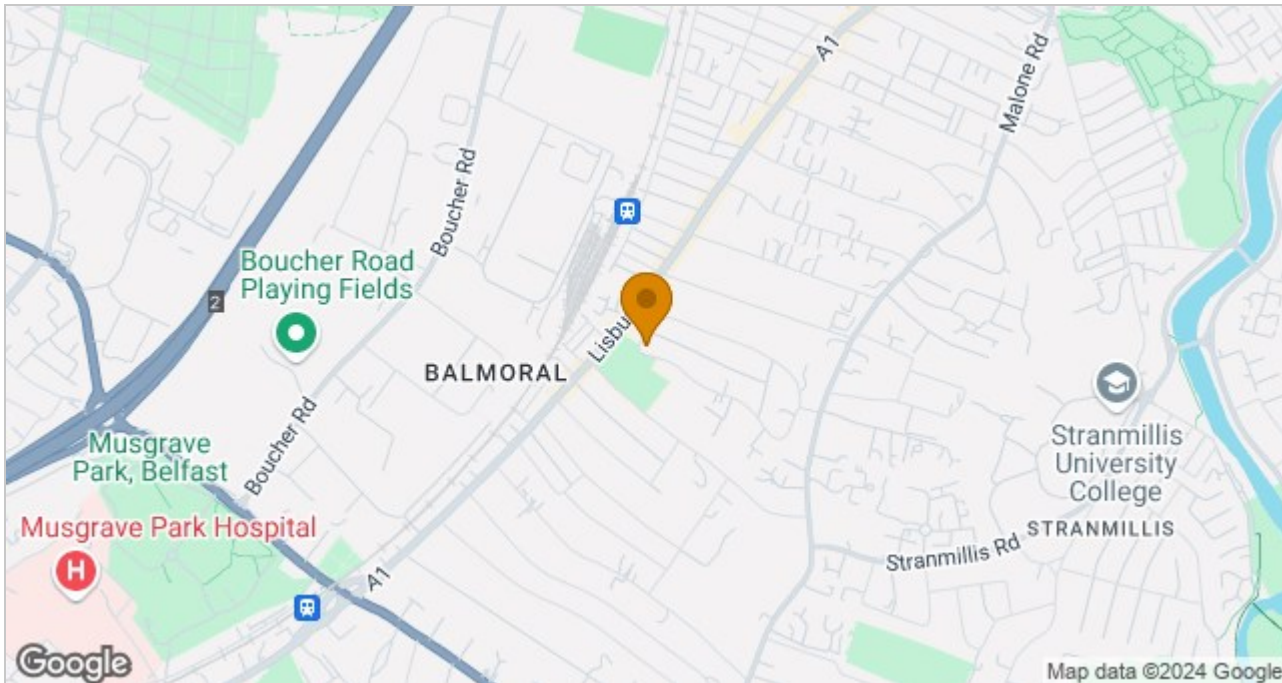 A1
Malone Rd
Boucher Rd
2
Boucher Road
Playing Fields
Lisbu
BALMORAL
Boucher Rd
Musgrave
Park, Belfast
Stranmillis
University
College
Musgrave Park Hospital
H
STRANMILLIS
Stranmillis Rd
A1
Google
Map data ©2024 Google